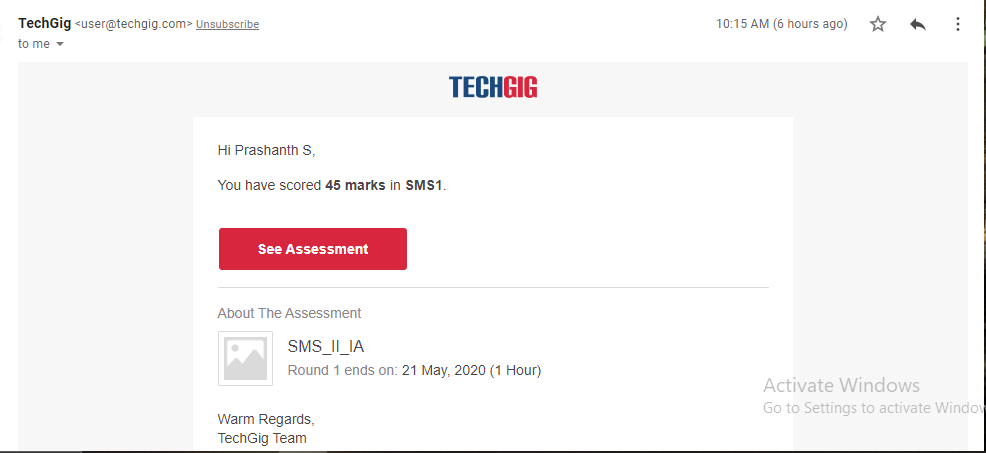 TechGig <user@techgig.com> Unsubscribe 10:15 AM (6 hours ago)
to me
TECHGIG
Hi Prashanth S,
You have scored 45 marks in SMS1.
See Assessment
About The Assessment
SMS_II_IA
Round 1 ends on: 21 May, 2020 (1 Hour)
Activate Windows
Go to Settings to activate Window
Warm Regards,
TechGig Team